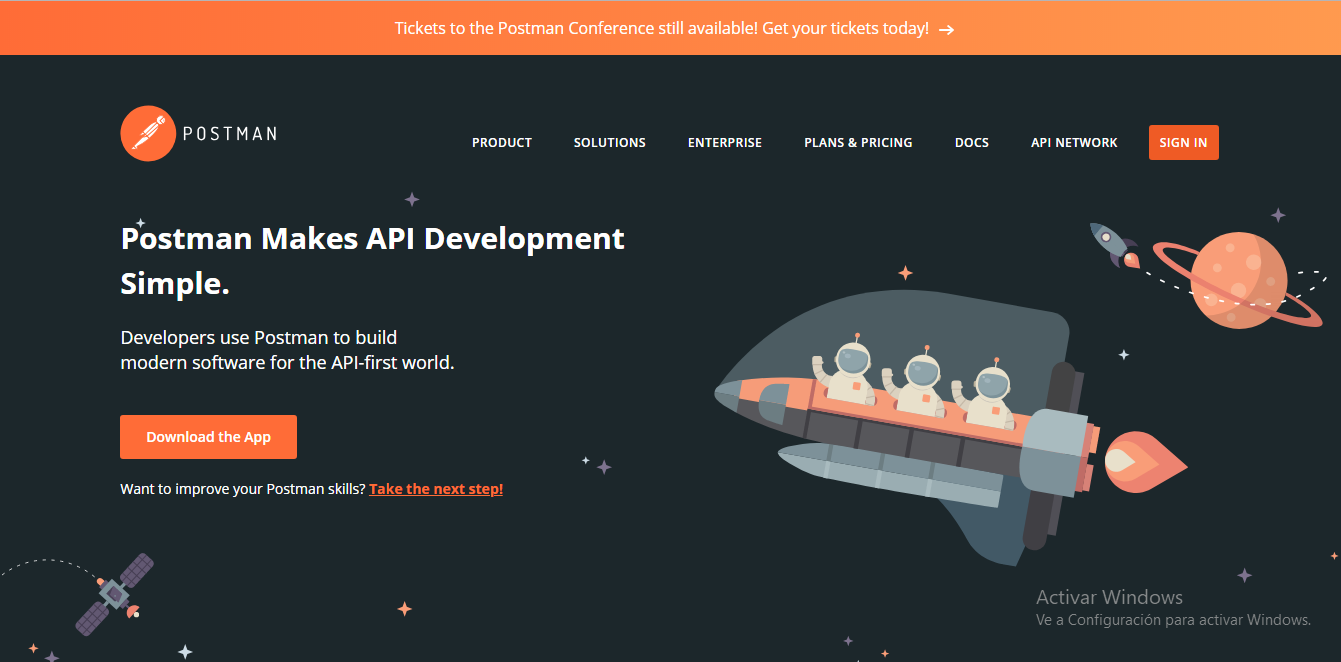 Tickets to the Postman Conference still available! Get your tickets today! →
POSTMAN
PRODUCT SOLUTIONS ENTERPRISE PLANS & PRICING DOCS API NETWORK SIGN IN
Postman Makes API Development
Simple.
Developers use Postman to build
modern software for the API-first world.
Download the App
Want to improve your Postman skills? Take the next step!
Activar Windows
Ve a Configuración para activar Windows.